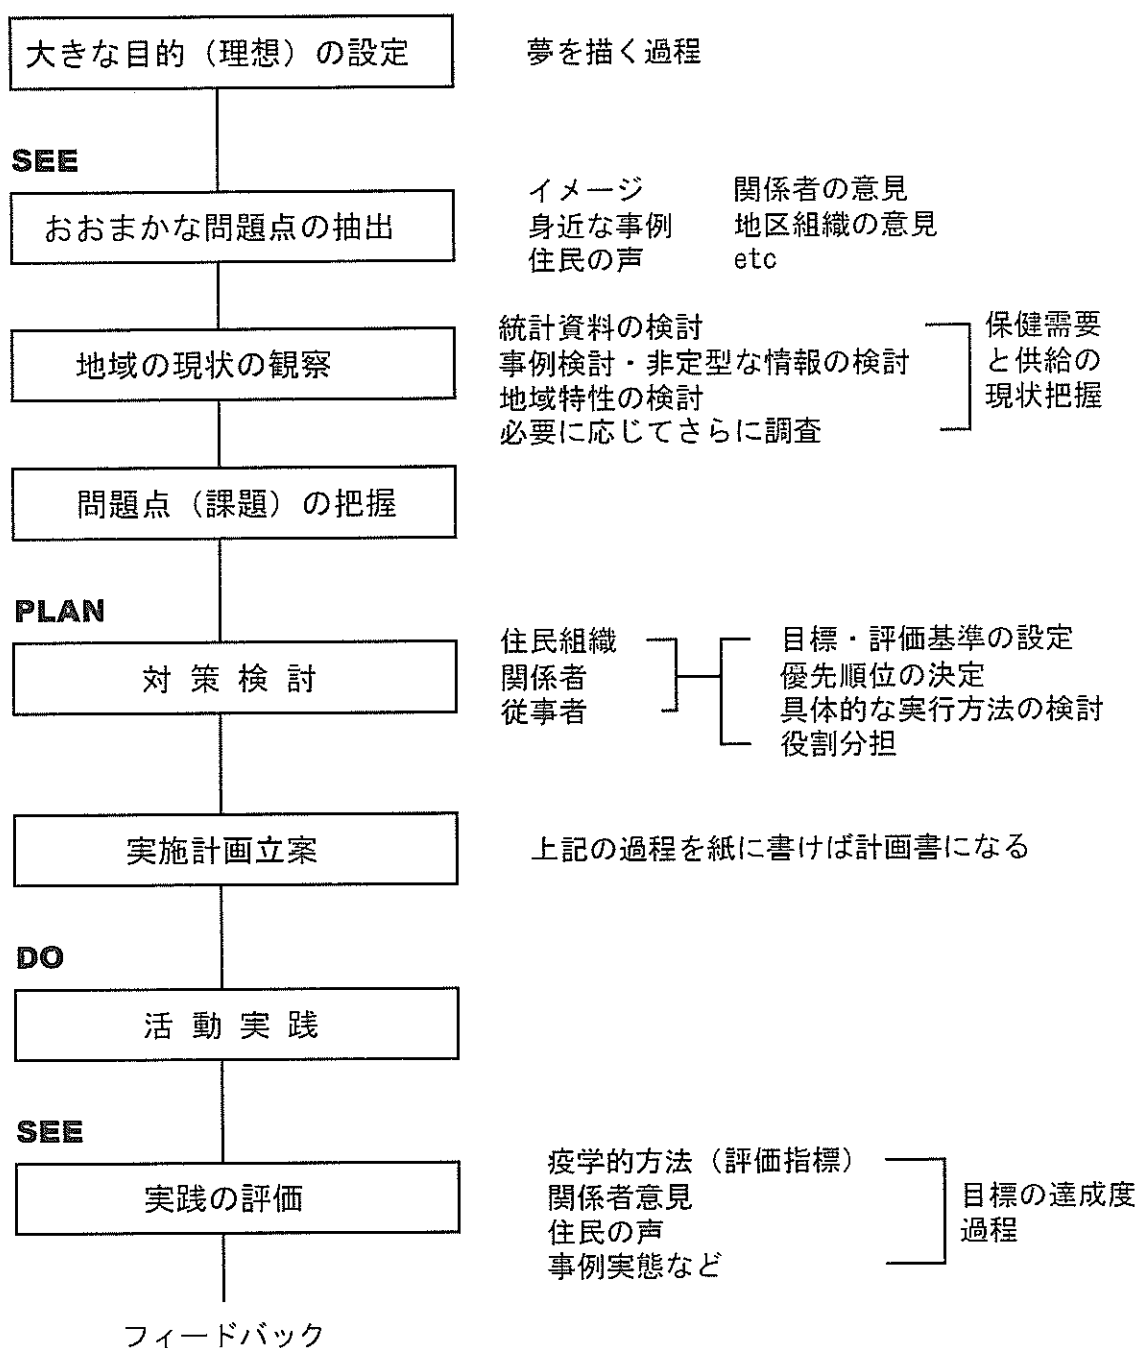 大きな目的（理想）の設定
夢を描く過程
SEE
おおまかな問題点の抽出
イメージ 関係者の意見
身近な事例 地区組織の意見
住民の声 etc
地域の現状の観察
統計資料の検討
事例検討・非定型な情報の検討
地域特性の検討
必要に応じてさらに調査
保健需要
と供給の
現状把握
問題点（課題）の把握
PLAN
対策検討
住民組織
関係者
従事者
目標・評価基準の設定
優先順位の決定
具体的な実行方法の検討
役割分担
実施計画立案
上記の過程を紙に書けば計画書になる
DO
活動実践
SEE
実践の評価
疫学的方法（評価指標）
関係者意見
住民の声
事例実態など
目標の達成度
過程
フィードバック